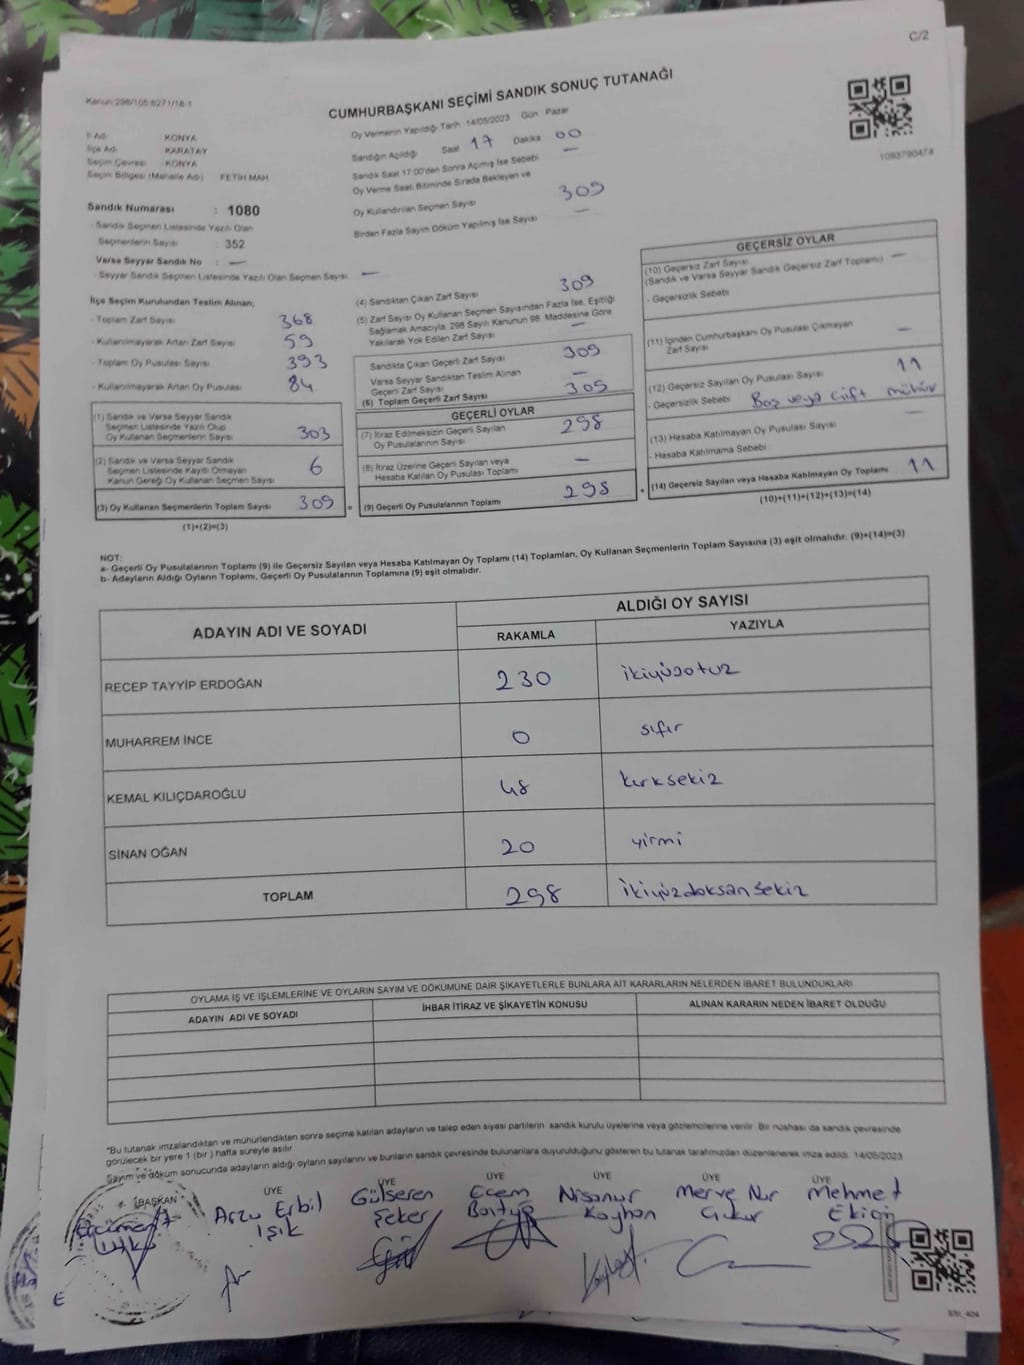 C/2
Kanun:298/105:6271/18-1
CUMHURBAŞKANI SEÇİMİ SANDIK SONUÇ TUTANAĞI
1093780474
İl Adı: KONYA
İlçe Adı: KARATAY
Seçim Çevresi: KONYA
Seçim Bölgesi (Mahalle Adı) FETİH MAH
Sandık Numarası : 1080
- Sandık Seçmen Listesinde Yazılı Olan
Seçmenlerin Sayısı : 352
Varsa Seyyar Sandık No : —
- Seyyar Sandık Seçmen Listesinde Yazılı Olan Seçmen Sayısı —
Oy Vermenin Yapıldığı Tarih 14/05/2023 Gün Pazar
Sandığın Açıldığı Saat 17 Dakika 00
Sandık Saat 17:00'den Sonra Açımış İse Sebebi —
Oy Verme Saati Bitiminde Sırada Bekleyen ve
Oy Kullandırılan Seçmen Sayısı 309
Birden Fazla Sayım Döküm Yapılmış İse Sayısı —
İlçe Seçim Kurulundan Teslim Alınan;
- Toplam Zarf Sayısı 368
- Kullanılmayarak Artan Zarf Sayısı 59
- Toplam Oy Pusulası Sayısı 393
- Kullanılmayarak Artan Oy Pusulası 84
(1) Sandık ve Varsa Seyyar Sandık
Seçmen Listesinde Yazılı Olup
Oy Kullanan Seçmenlerin Sayısı 303
(2) Sandık ve Varsa Seyyar Sandık
Seçmen Listesinde Kayıtlı Olmayan
Kanun Gereği Oy Kullanan Seçmen Sayısı 6
(3) Oy Kullanan Seçmenlerin Toplam Sayısı 309
(1)+(2)=(3)
(4) Sandıktan Çıkan Zarf Sayısı 309
(5) Zarf Sayısı Oy Kullanan Seçmen Sayısından Fazla İse, Eşitliği
Sağlamak Amacıyla, 298 Sayılı Kanunun 98. Maddesine Göre
Yakılarak Yok Edilen Zarf Sayısı —
Sandıkta Çıkan Geçerli Zarf Sayısı 309
Varsa Seyyar Sandıktan Teslim Alınan
Geçerli Zarf Sayısı —
(6) Toplam Geçerli Zarf Sayısı 309
GEÇERLİ OYLAR
(7) İtiraz Edilmeksizin Geçerli Sayılan
Oy Pusulalarının Sayısı 298
(8) İtiraz Üzerine Geçerli Sayılan veya
Hesaba Katılan Oy Pusulası Toplamı —
= (9) Geçerli Oy Pusulalarının Toplamı 298
GEÇERSİZ OYLAR
(10) Geçersiz Zarf Sayısı —
(Sandık ve Varsa Seyyar Sandık Geçersiz Zarf Toplamı)
- Geçersizlik Sebebi
(11) İçinden Cumhurbaşkanı Oy Pusulası Çıkmayan
Zarf Sayısı —
(12) Geçersiz Sayılan Oy Pusulası Sayısı 11
- Geçersizlik Sebebi Boş veya Çift mühür
(13) Hesaba Katılmayan Oy Pusulası Sayısı —
- Hesaba Katılmama Sebebi
+ (14) Geçersiz Sayılan veya Hesaba Katılmayan Oy Toplamı 11
(10)+(11)+(12)+(13)=(14)
NOT:
a- Geçerli Oy Pusulalarının Toplamı (9) ile Geçersiz Sayılan veya Hesaba Katılmayan Oy Toplamı (14) Toplamları, Oy Kullanan Seçmenlerin Toplam Sayısına (3) eşit olmalıdır. (9)+(14)=(3)
b- Adayların Aldığı Oyların Toplamı, Geçerli Oy Pusulalarının Toplamına (9) eşit olmalıdır.
ADAYIN ADI VE SOYADI
ALDIĞI OY SAYISI
RAKAMLA YAZIYLA
RECEP TAYYİP ERDOĞAN 230 ikiyüzotuz
MUHARREM İNCE 0 sıfır
KEMAL KILIÇDAROĞLU 48 kırksekiz
SİNAN OĞAN 20 yirmi
TOPLAM 298 ikiyüzdoksansekiz
OYLAMA İŞ VE İŞLEMLERİNE VE OYLARIN SAYIM VE DÖKÜMÜNE DAİR ŞİKAYETLERLE BUNLARA AİT KARARLARIN NELERDEN İBARET BULUNDUKLARI
ADAYIN ADI VE SOYADI İHBAR İTİRAZ VE ŞİKAYETİN KONUSU ALINAN KARARIN NEDEN İBARET OLDUĞU
*Bu tutanak imzalandıktan ve mühürlendikten sonra seçime katılan adayların ve talep eden siyasi partilerin sandık kurulu üyelerine veya gözlemcilerine verilir. Bir nüshası da sandık çevresinde
görülecek bir yere 1 (bir) hafta süreyle asılır
Sayım ve döküm sonucunda adayların aldığı oyların sayılarını ve bunların sandık çevresinde bulunanlara duyurulduğunu gösteren bu tutanak tarafımızdan düzenlenerek imza edildi. 14/05/2023
BAŞKAN ÜYE ÜYE ÜYE ÜYE ÜYE ÜYE
Arzu Erbil Gülseren Ecem Nisanur Merve Nur Mehmet
Işık Şeker Kayhan Ekici